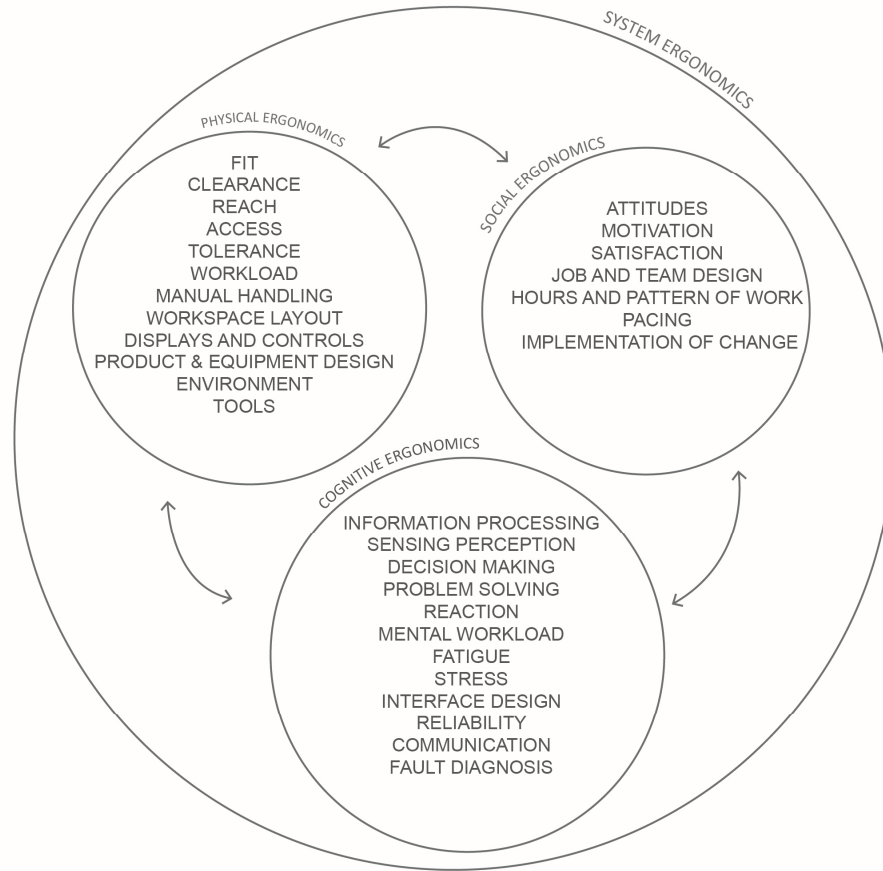 SYSTEM ERGONOMICS
PHYSICAL ERGONOMICS
FIT
CLEARANCE
REACH
ACCESS
TOLERANCE
WORKLOAD
MANUAL HANDLING
WORKSPACE LAYOUT
DISPLAYS AND CONTROLS
PRODUCT & EQUIPMENT DESIGN
ENVIRONMENT
TOOLS
SOCIAL ERGONOMICS
ATTITUDES
MOTIVATION
SATISFACTION
JOB AND TEAM DESIGN
HOURS AND PATTERN OF WORK
PACING
IMPLEMENTATION OF CHANGE
COGNITIVE ERGONOMICS
INFORMATION PROCESSING
SENSING PERCEPTION
DECISION MAKING
PROBLEM SOLVING
REACTION
MENTAL WORKLOAD
FATIGUE
STRESS
INTERFACE DESIGN
RELIABILITY
COMMUNICATION
FAULT DIAGNOSIS